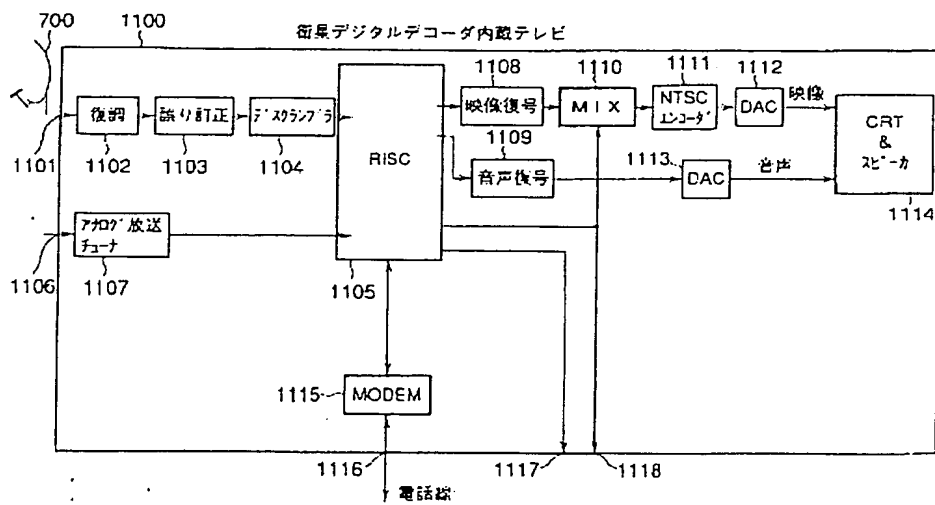 700
1100
衛星デジタルデコーダ内蔵テレビ
1101
復調
1102
誤り訂正
1103
デスクランブラ
1104
RISC
1105
1106
アナログ放送
チューナ
1107
1108
映像復号
1109
音声復号
1110
MIX
1111
NTSC
エンコーダ
1112
DAC
映像
1113
DAC
音声
CRT
&
スピーカ
1114
1115
MODEM
1116
1117
1118
電話線